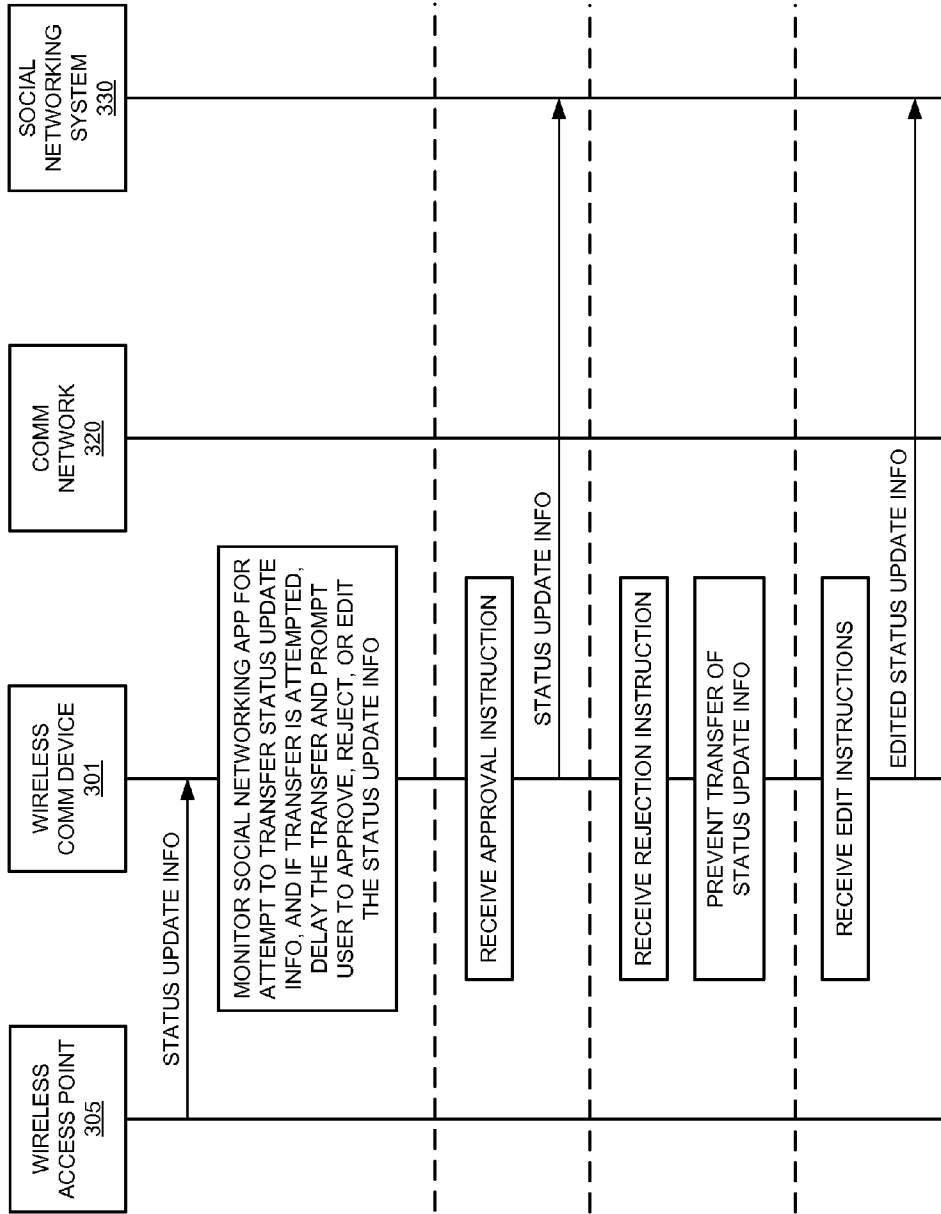 WIRELESS
ACCESS POINT
305
WIRELESS
COMM DEVICE
301
COMM
NETWORK
320
SOCIAL
NETWORKING
SYSTEM
330
STATUS UPDATE INFO
MONITOR SOCIAL NETWORKING APP FOR
ATTEMPT TO TRANSFER STATUS UPDATE
INFO, AND IF TRANSFER IS ATTEMPTED,
DELAY THE TRANSFER AND PROMPT
USER TO APPROVE, REJECT, OR EDIT
THE STATUS UPDATE INFO
RECEIVE APPROVAL INSTRUCTION
STATUS UPDATE INFO
RECEIVE REJECTION INSTRUCTION
PREVENT TRANSFER OF
STATUS UPDATE INFO
RECEIVE EDIT INSTRUCTIONS
EDITED STATUS UPDATE INFO